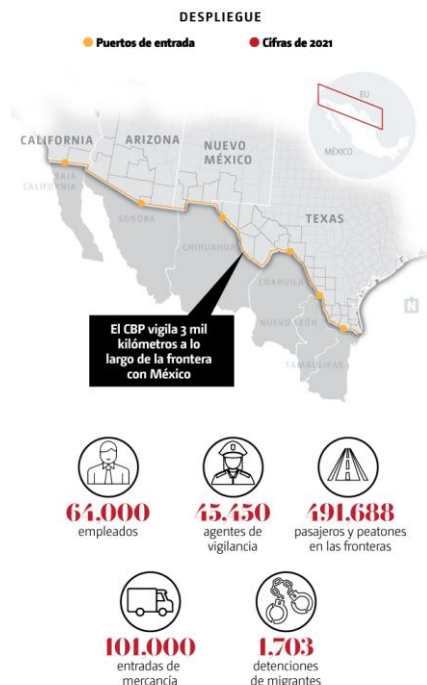 DESPLIEGUE
Puertos de entrada
Cifras de 2021
EU
MÉXICO
CALIFORNIA
ARIZONA
NUEVO
MÉXICO
TEXAS
BAJA
CALIFORNIA
SONORA
CHIHUAHUA
COAHUILA
NUEVO LEÓN
TAMAULIPAS
N
El CBP vigila 3 mil
kilómetros a lo
largo de la frontera
con México
64,000
empleados
45,450
agentes de
vigilancia
491,688
pasajeros y peatones
en las fronteras
101,000
entradas de
mercancía
1,703
detenciones
de migrantes